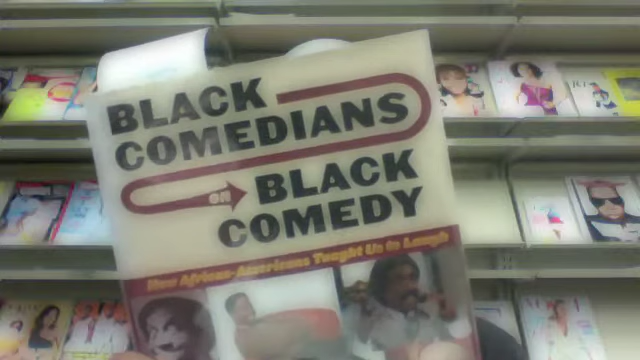 BLACK
COMEDIANS
ON BLACK
COMEDY
How African-Americans Taught Us to Laugh